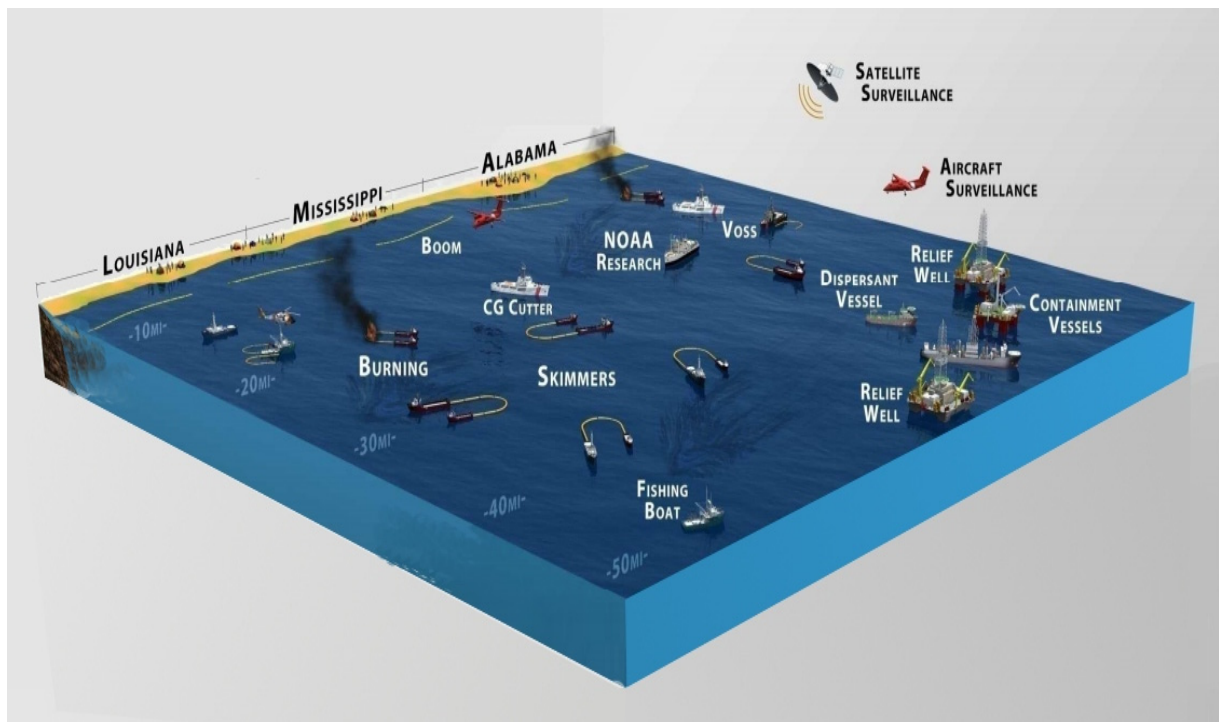 SATELLITE
SURVEILLANCE
AIRCRAFT
SURVEILLANCE
ALABAMA
MISSISSIPPI
LOUISIANA
BOOM
NOAA
RESEARCH
VOSS
RELIEF
WELL
DISPERSANT
VESSEL
CONTAINMENT
VESSELS
CG CUTTER
-10MI-
BURNING
SKIMMERS
-20MI-
RELIEF
WELL
-30MI-
FISHING
BOAT
-40MI-
-50MI-